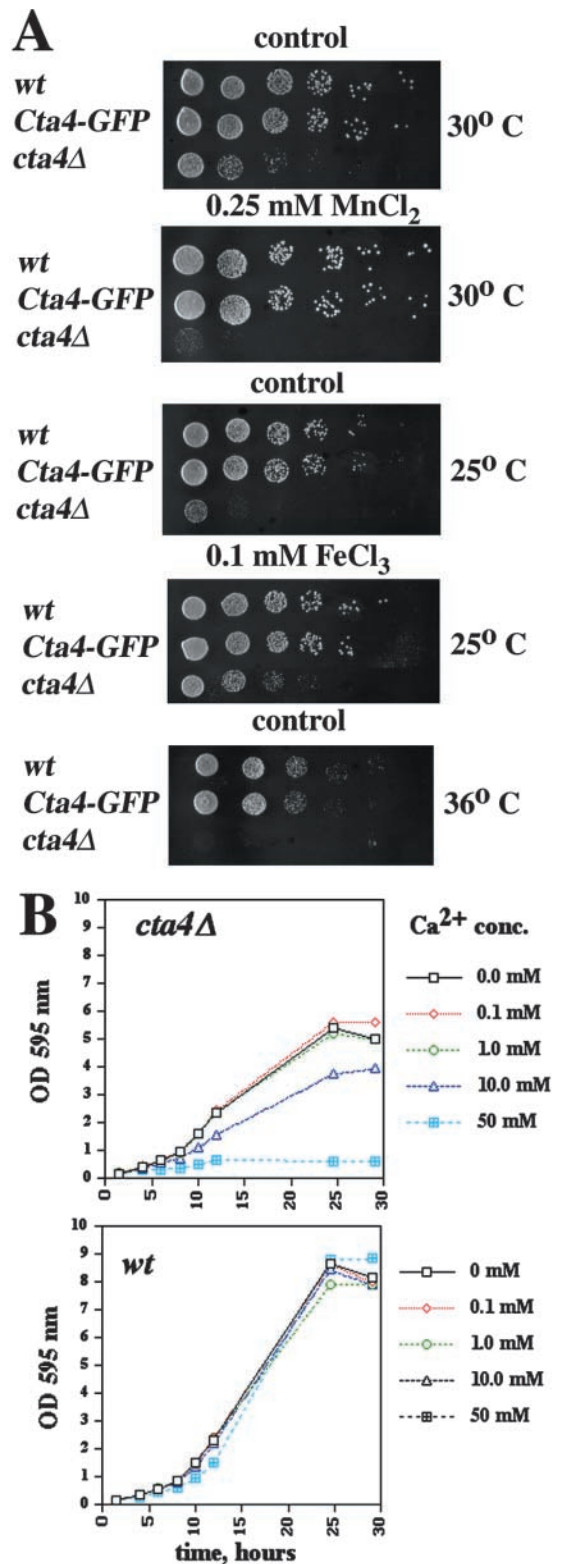 A
control
wt
Cta4-GFP
cta4Δ
30⁰ C
0.25 mM MnCl₂
wt
Cta4-GFP
cta4Δ
30⁰ C
control
wt
Cta4-GFP
cta4Δ
25⁰ C
0.1 mM FeCl₃
wt
Cta4-GFP
cta4Δ
25⁰ C
control
wt
Cta4-GFP
cta4Δ
36⁰ C
B
10
9
8
7
6
5
4
3
2
1
0
OD 595 nm
cta4Δ
0
5
10
15
20
25
30
Ca²⁺ conc.
0.0 mM
0.1 mM
1.0 mM
10.0 mM
50 mM
10
9
8
7
6
5
4
3
2
1
0
OD 595 nm
wt
0
5
10
15
20
25
30
time, hours
0 mM
0.1 mM
1.0 mM
10.0 mM
50 mM